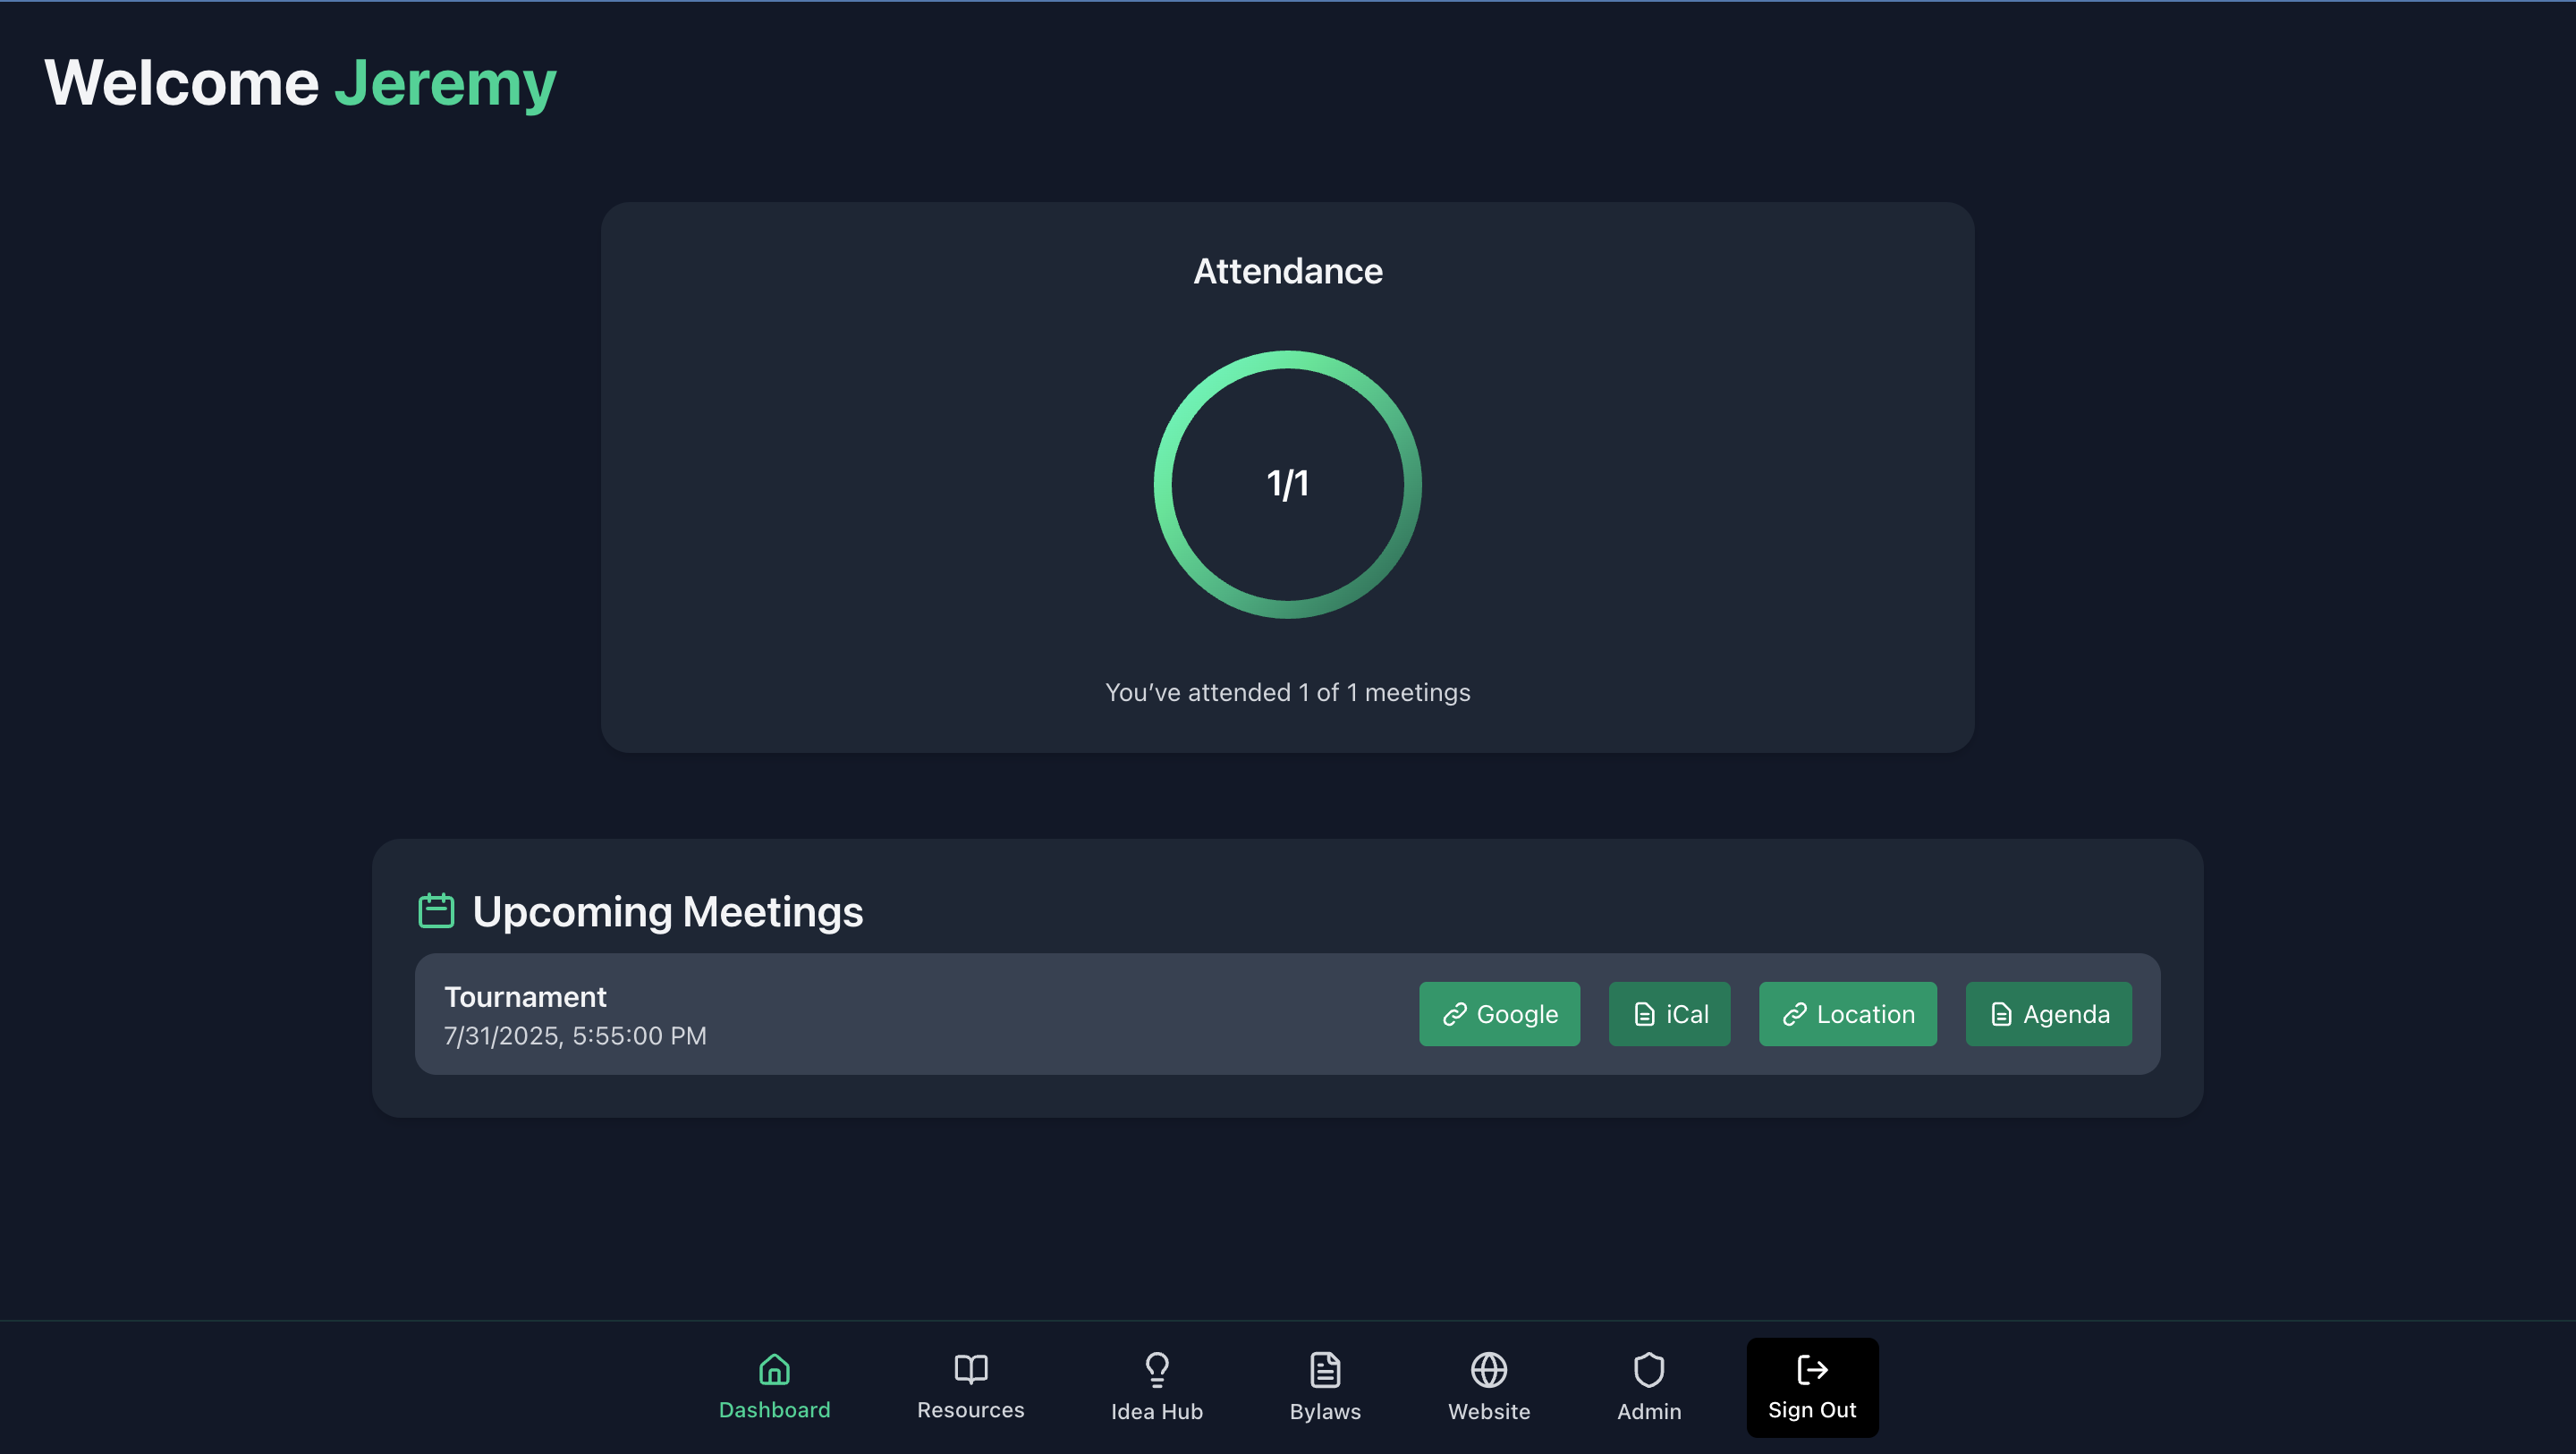 Welcome Jeremy
Attendance
1/1
You’ve attended 1 of 1 meetings
Upcoming Meetings
Tournament
7/31/2025, 5:55:00 PM
Google
iCal
Location
Agenda
Dashboard
Resources
Idea Hub
Bylaws
Website
Admin
Sign Out